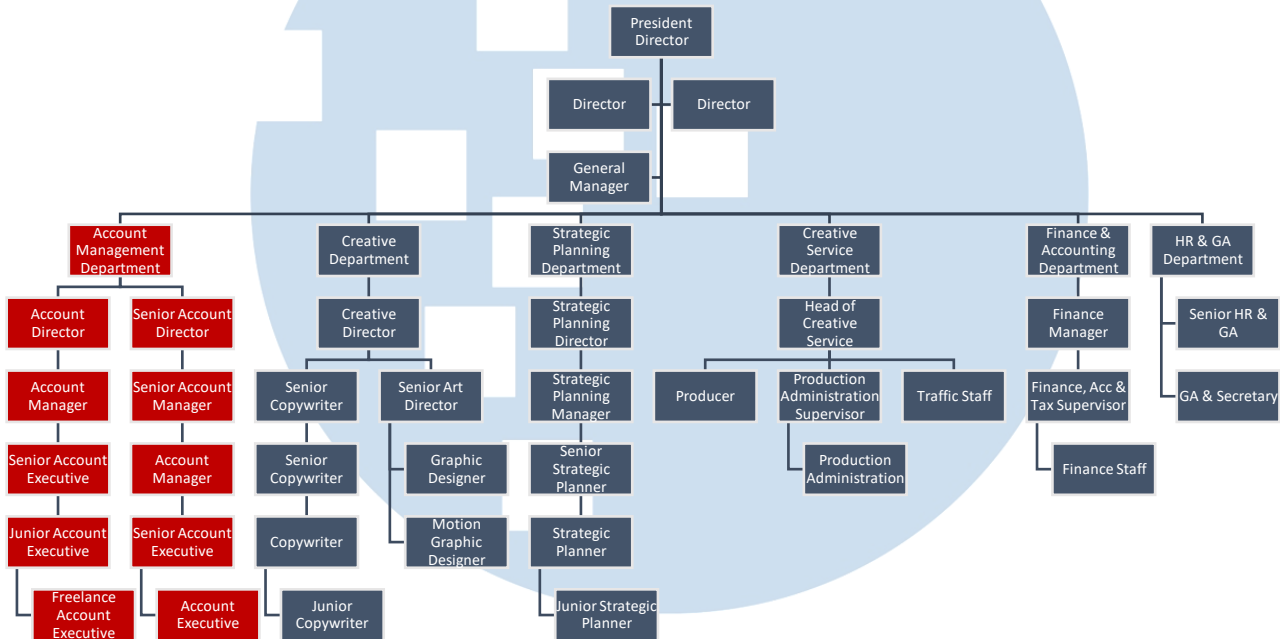 President
Director
Director
Director
General
Manager
Account
Management
Department
Creative
Department
Strategic
Planning
Department
Creative
Service
Department
Finance &
Accounting
Department
HR & GA
Department
Account
Director
Senior Account
Director
Creative
Director
Strategic
Planning
Director
Head of
Creative
Service
Finance
Manager
Senior HR &
GA
Account
Manager
Senior Account
Manager
Senior
Copywriter
Senior Art
Director
Strategic
Planning
Manager
Producer
Production
Administration
Supervisor
Traffic Staff
Finance, Acc &
Tax Supervisor
GA & Secretary
Senior Account
Executive
Account
Manager
Senior
Copywriter
Graphic
Designer
Senior
Strategic
Planner
Production
Administration
Finance Staff
Junior Account
Executive
Senior Account
Executive
Copywriter
Motion
Graphic
Designer
Strategic
Planner
Freelance
Account
Executive
Account
Executive
Junior
Copywriter
Junior Strategic
Planner